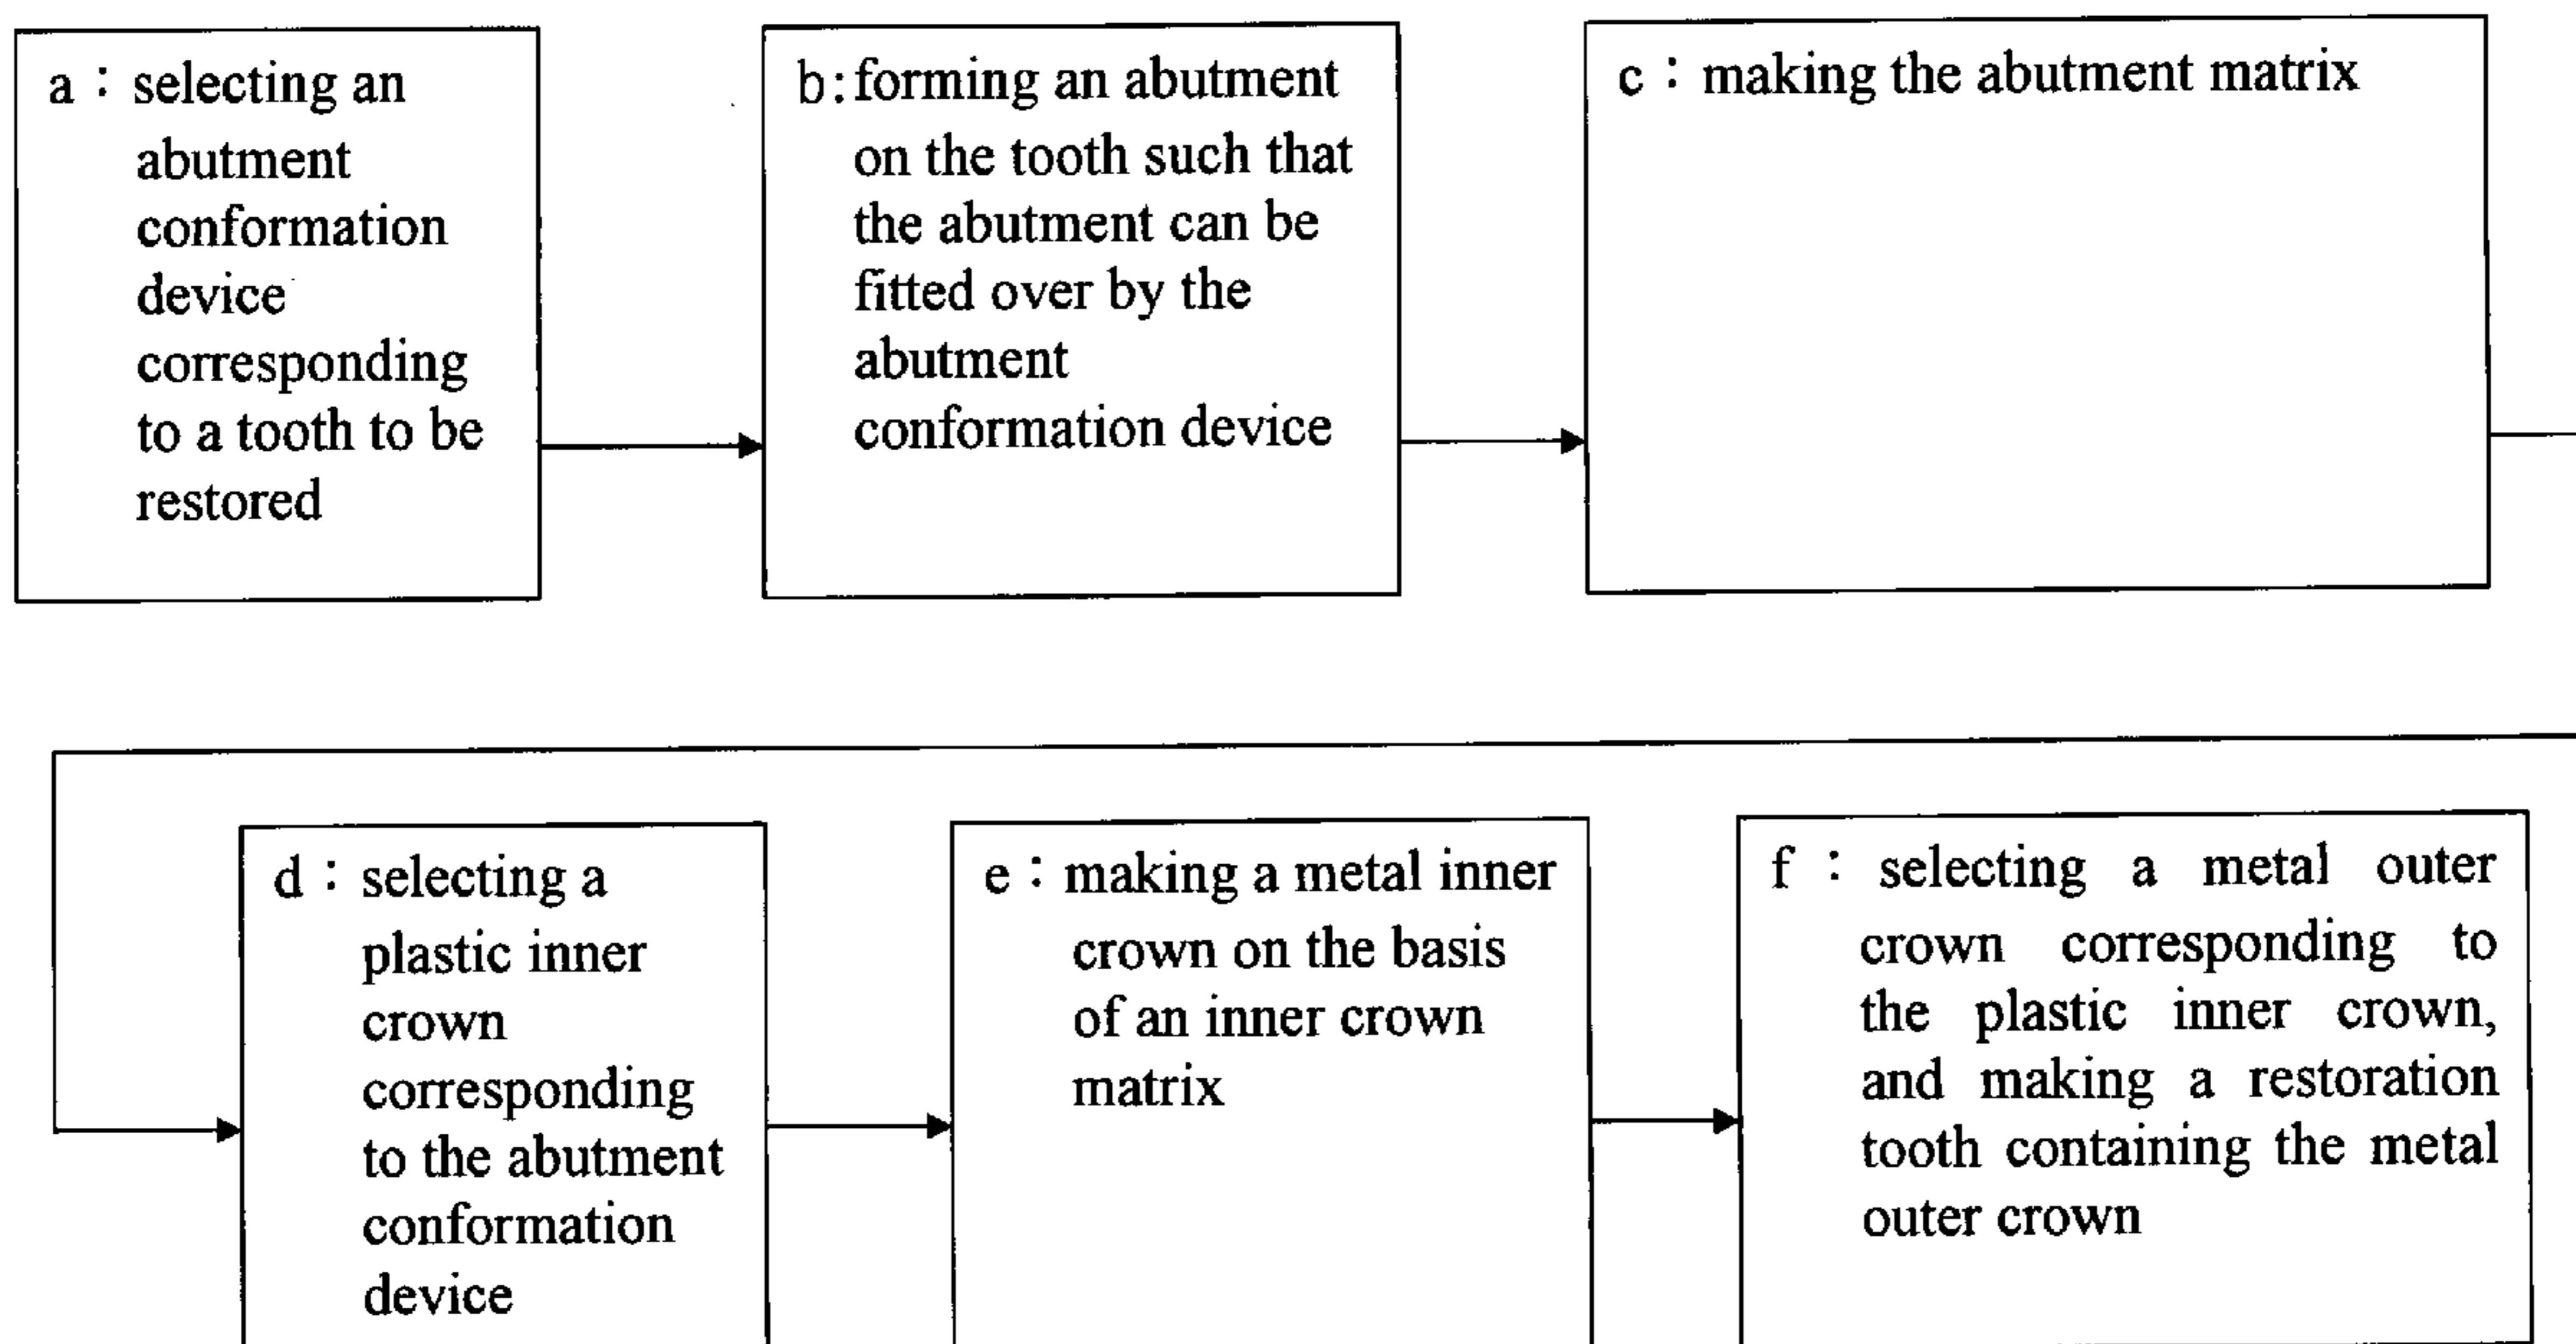 a：selecting an
abutment
conformation
device
corresponding
to a tooth to be
restored
b:forming an abutment
on the tooth such that
the abutment can be
fitted over by the
abutment
conformation device
c：making the abutment matrix
d：selecting a
plastic inner
crown
corresponding
to the abutment
conformation
device
e：making a metal inner
crown on the basis
of an inner crown
matrix
f：selecting a metal outer
crown corresponding to
the plastic inner crown,
and making a restoration
tooth containing the metal
outer crown